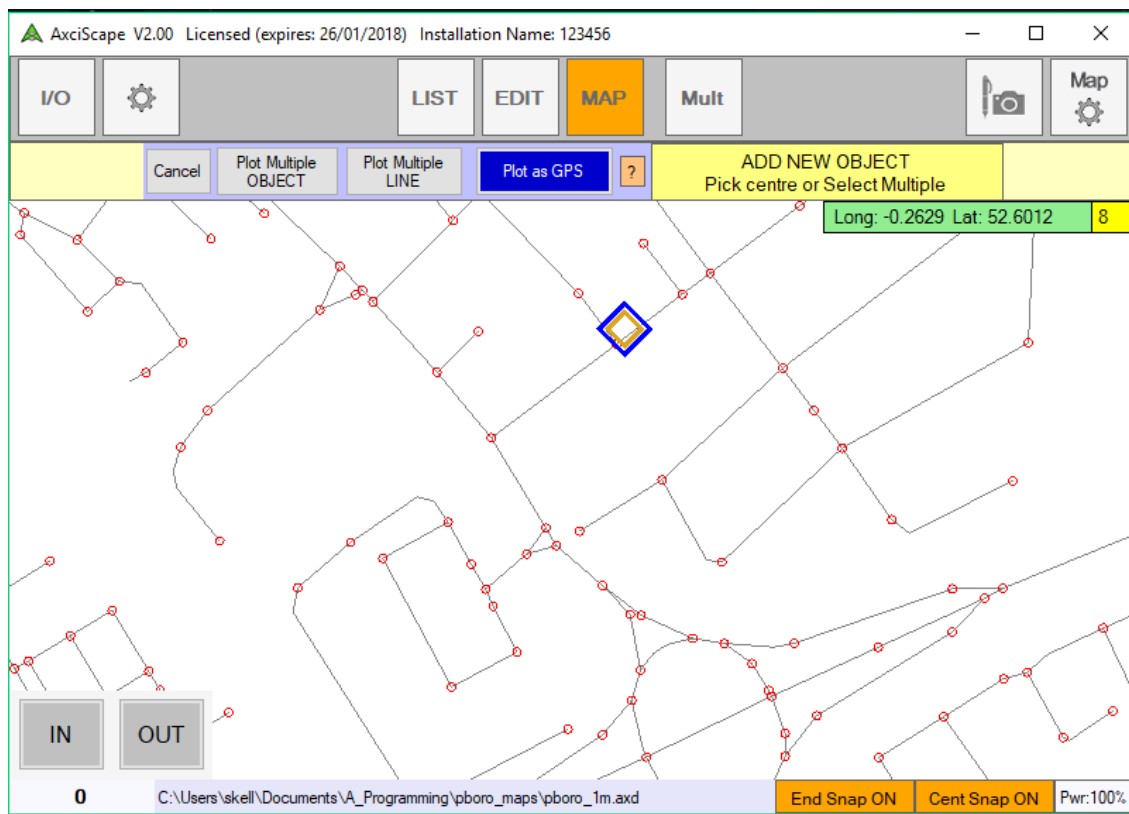 AxciScape V2.00 Licensed (expires: 26/01/2018) Installation Name: 123456
I/O
LIST
EDIT
MAP
Mult
Map
Cancel
Plot Multiple
OBJECT
Plot Multiple
LINE
Plot as GPS
?
ADD NEW OBJECT
Pick centre or Select Multiple
Long: -0.2629 Lat: 52.6012
8
IN
OUT
0
C:\Users\skell\Documents\A_Programming\pboro_maps\pboro_1m.axd
End Snap ON
Cent Snap ON
Pwr:100%